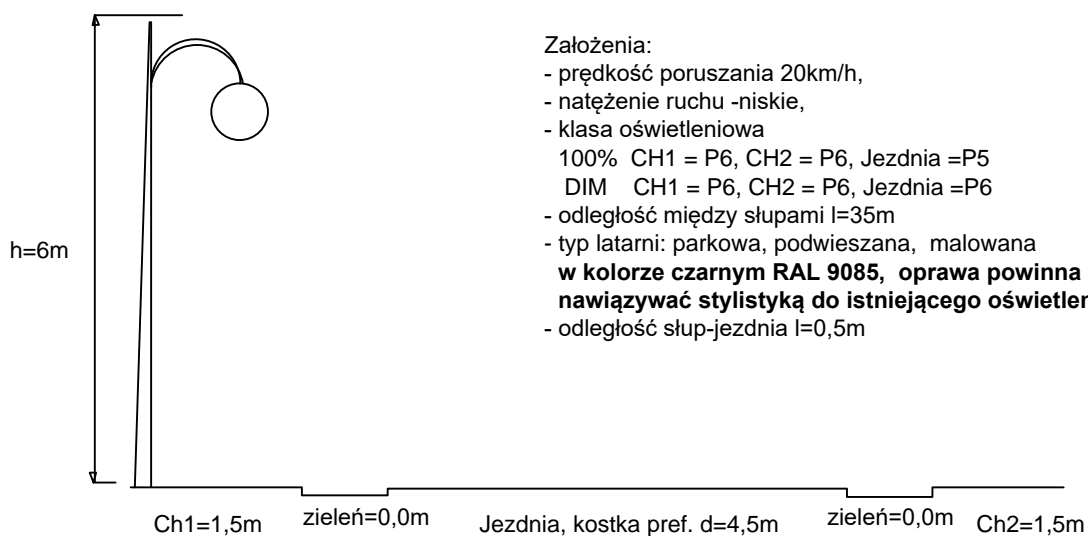 Założenia:
- prędkość poruszania 20km/h,
- natężenie ruchu -niskie,
- klasa oświetleniowa
100% CH1 = P6, CH2 = P6, Jezdnia =P5
DIM CH1 = P6, CH2 = P6, Jezdnia =P6
- odległość między słupami l=35m
- typ latarni: parkowa, podwieszana, malowana
w kolorze czarnym RAL 9085, oprawa powinna
nawiązywać stylistyką do istniejącego oświetlen
- odległość słup-jezdnia l=0,5m
h=6m
Ch1=1,5m zieleń=0,0m Jezdnia, kostka pref. d=4,5m zieleń=0,0m Ch2=1,5m